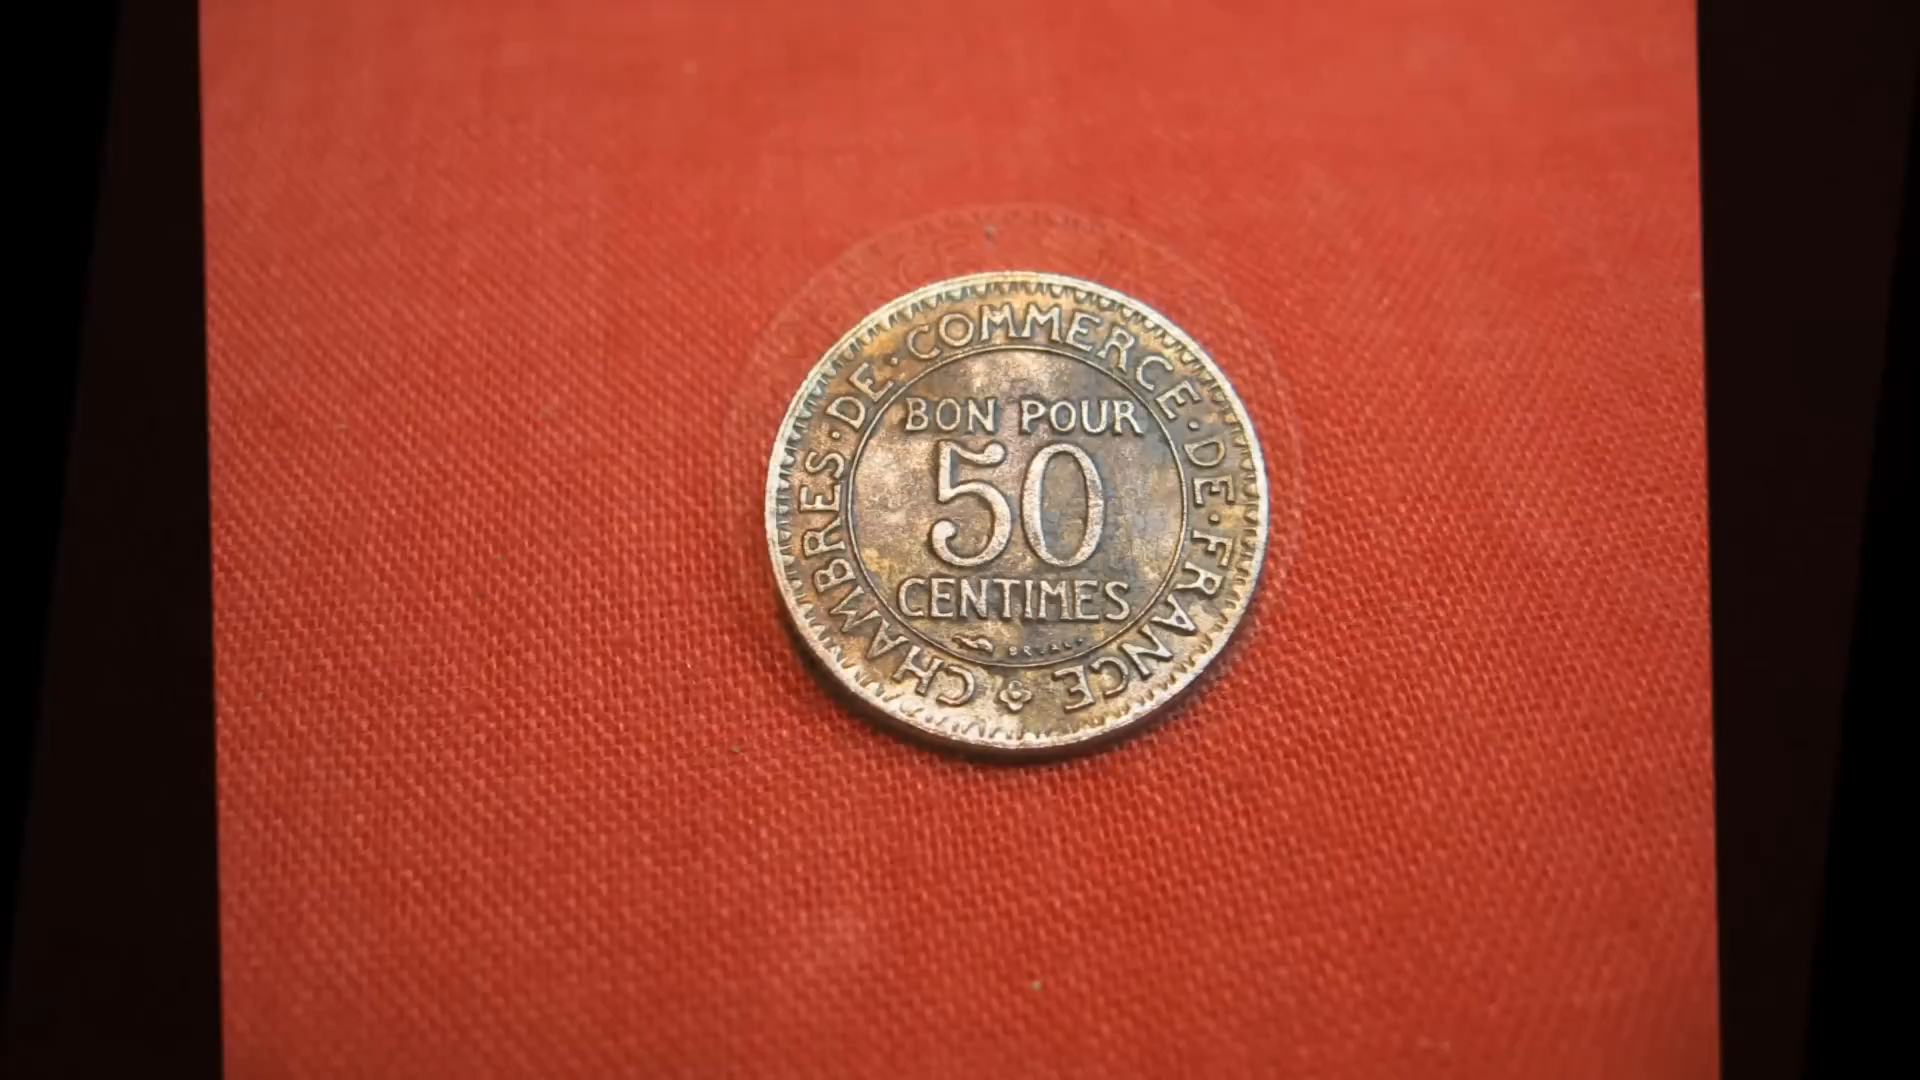 CHAMBRES·DE·COMMERCE·DE·FRANCE
BON POUR
50
CENTIMES